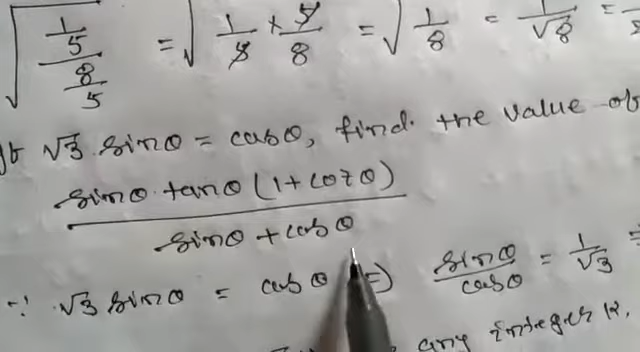 √((1/5)/(8/5)) = √(1/5 × 5/8) = √(1/8) = 1/√8 =
If √3 sinθ = cosθ, find the value of
sinθ · tanθ (1 + cotθ)
sinθ + cosθ
∵ √3 sinθ = cosθ ⇒ sinθ/cosθ = 1/√3 =
any integer